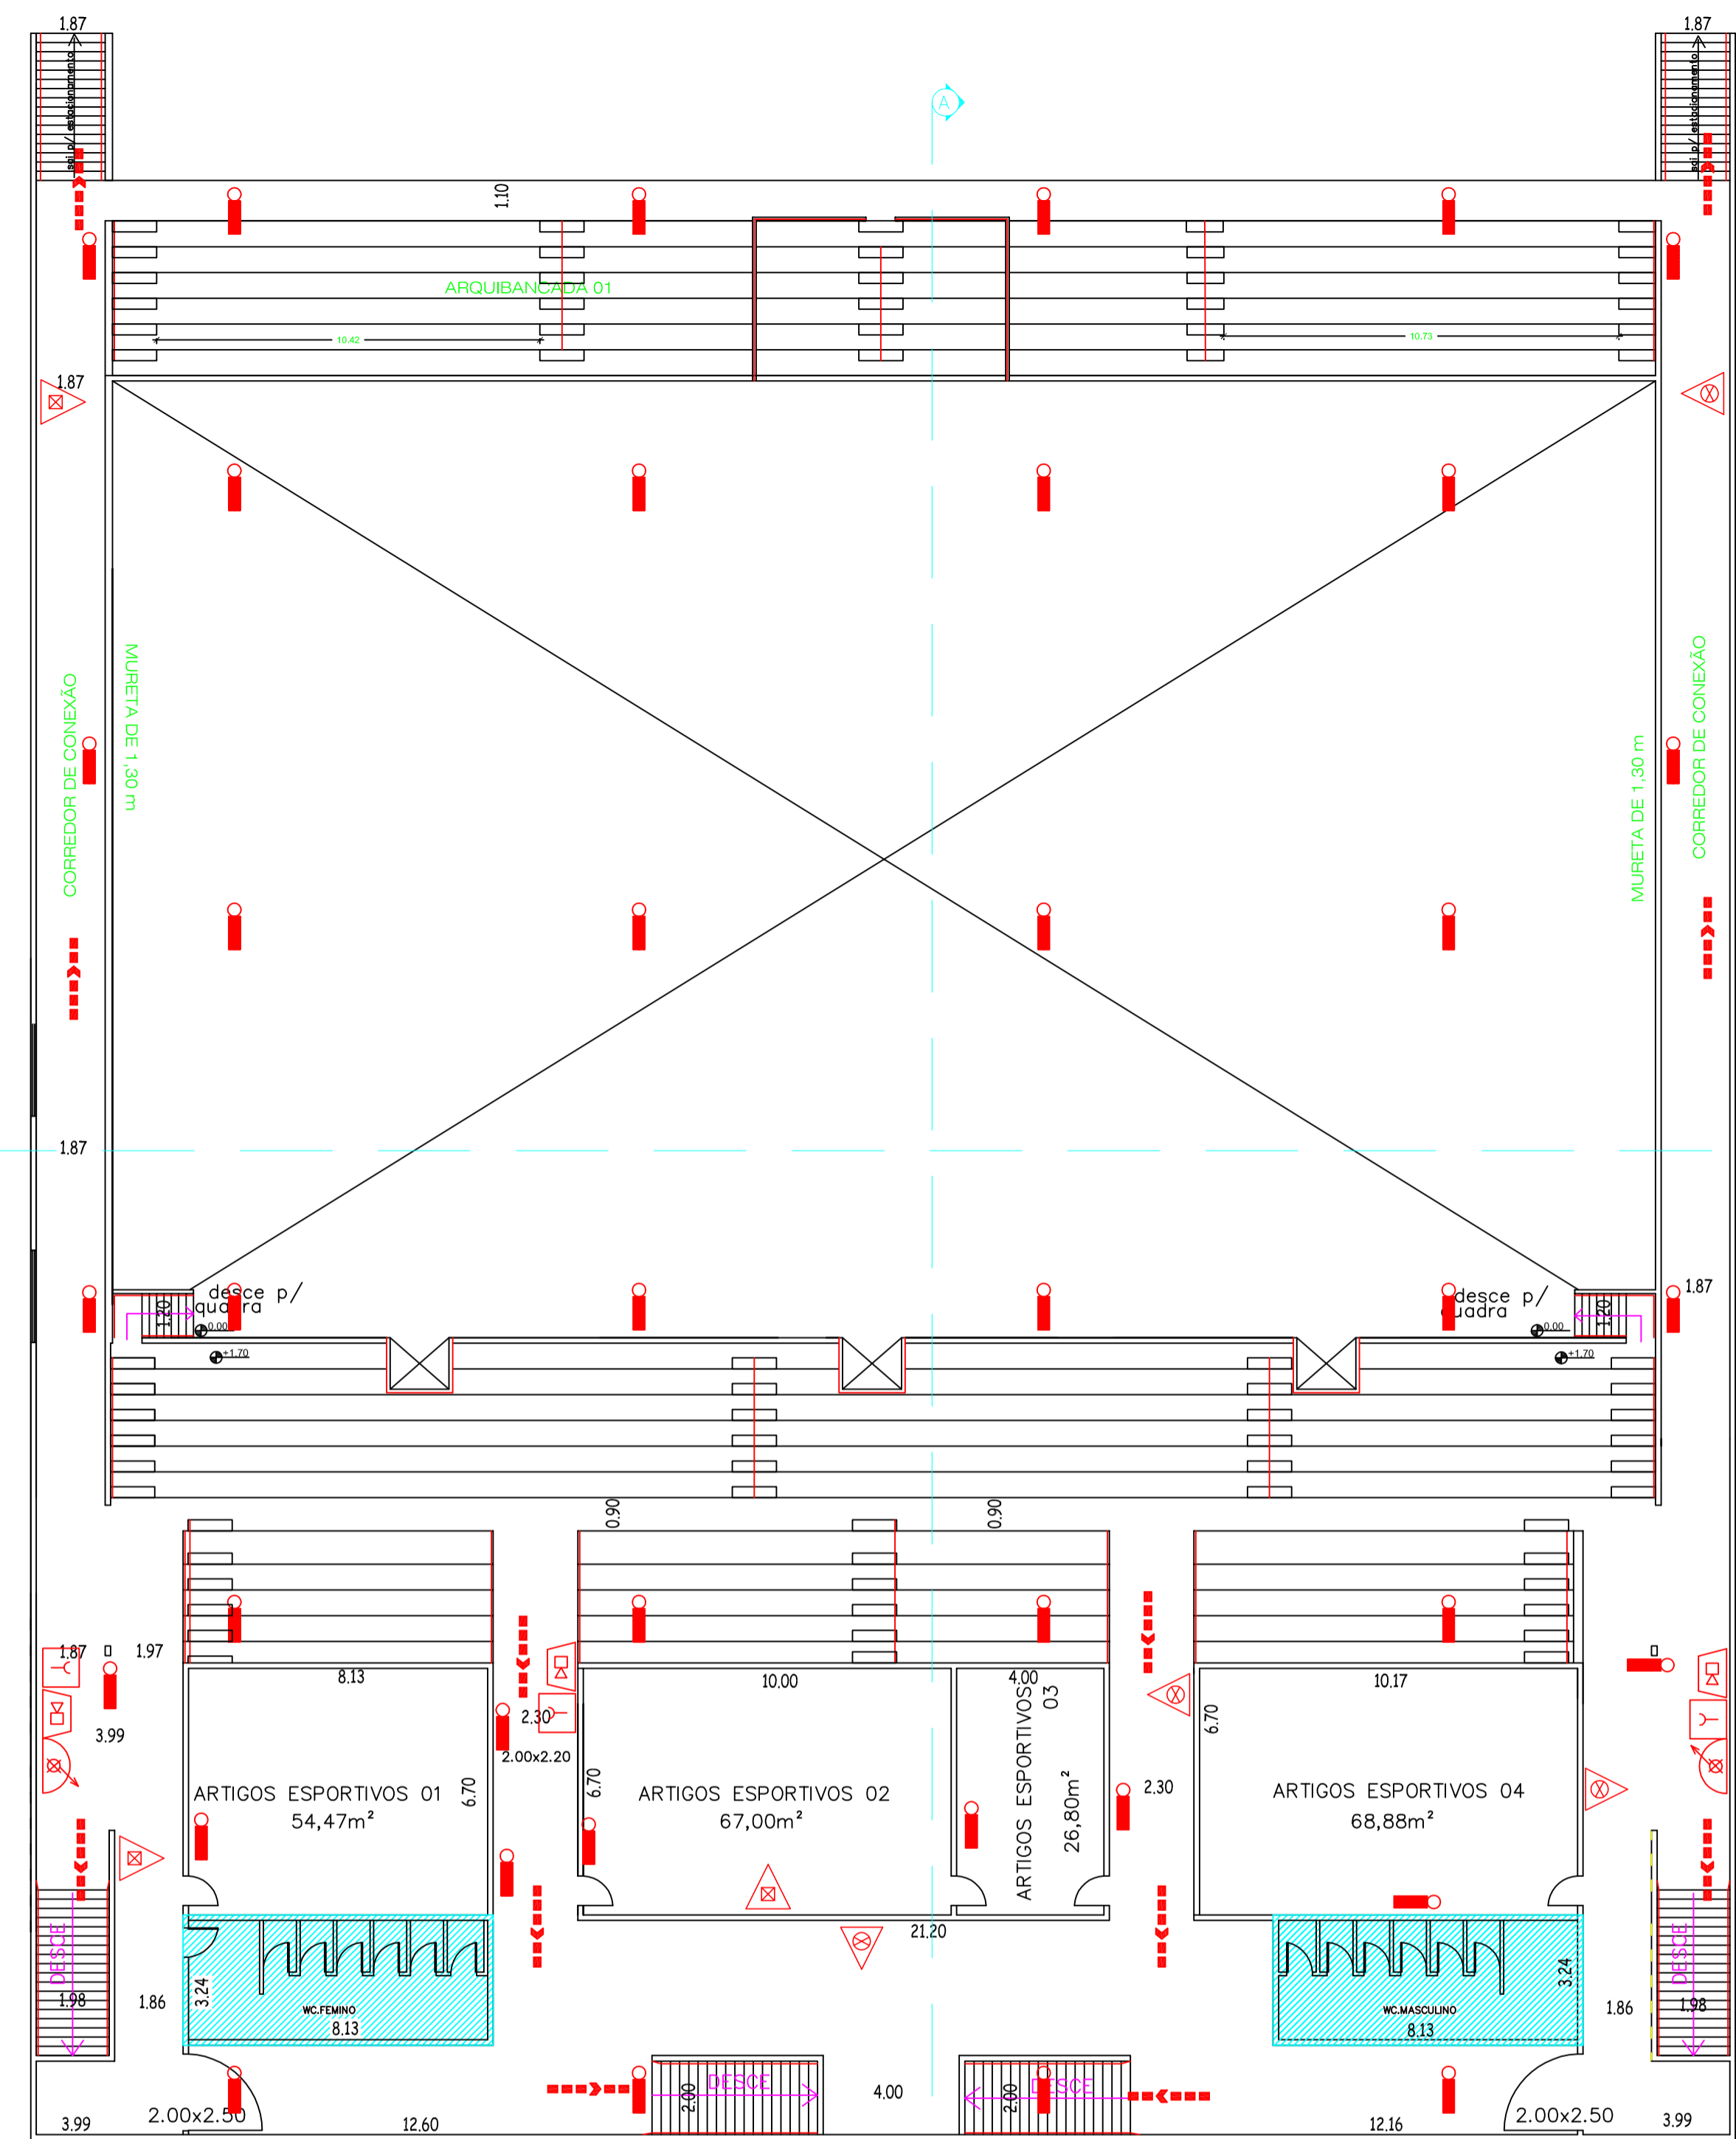 1.87
1.87
sai p/ estacionamento
sai p/ estacionamento
A
1.10
ARQUIBANCADA 01
10.42
10.73
1.87
CORREDOR DE CONEXÃO
MURETA DE 1,30 m
MURETA DE 1,30 m
CORREDOR DE CONEXÃO
1.87
desce p/
quadra
1.20
0.00
+1.70
desce p/
quadra
1.20
0.00
+1.70
1.87
0.90
0.90
1.87
1.97
3.99
8.13
ARTIGOS ESPORTIVOS 01
54,47m²
6.70
2.30
2.00x2.20
10.00
6.70
ARTIGOS ESPORTIVOS 02
67,00m²
4.00
ARTIGOS ESPORTIVOS
03
26,80m²
2.30
10.17
6.70
ARTIGOS ESPORTIVOS 04
68,88m²
21.20
DESCE
1.98
1.86
3.24
WC.FEMINO
8.13
3.24
WC.MASCULINO
8.13
1.86
DESCE
1.98
3.99
2.00x2.50
12.60
2.00
DESCE
4.00
2.00
DESCE
12.16
2.00x2.50
3.99